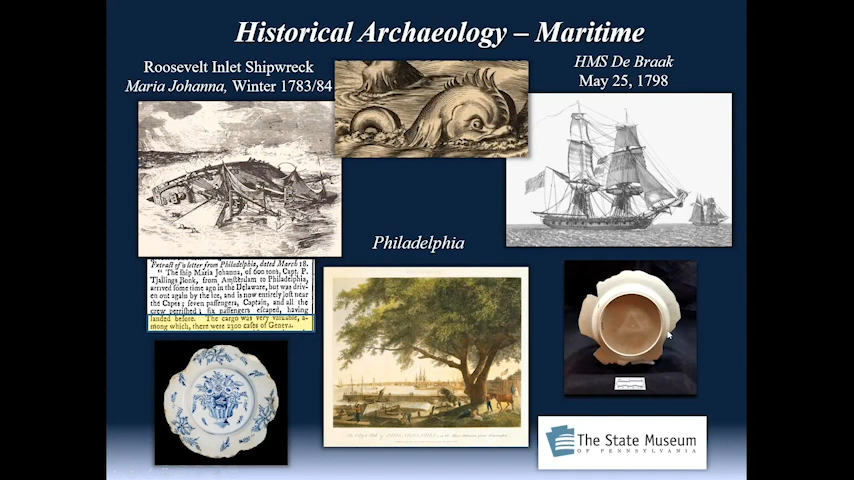 Historical Archaeology – Maritime
Roosevelt Inlet Shipwreck
Maria Johanna, Winter 1783/84
HMS De Braak
May 25, 1798
Philadelphia
Extract of a letter from Philadelphia, dated March 18.
" The ship Maria Johanna, of 600 tons, Capt. P.
Tjallings Bonk, from Amsterdam to Philadelphia,
arrived some time ago in the Delaware, but was driv-
en out again by the ice, and is now entirely lost near
the Capes ; seven passengers, Captain, and all the
crew perrished ; six passengers escaped, having
landed before. The cargo was very valuable, a-
mong which, there were 2300 cases of Geneva.
The State Museum
OF PENNSYLVANIA